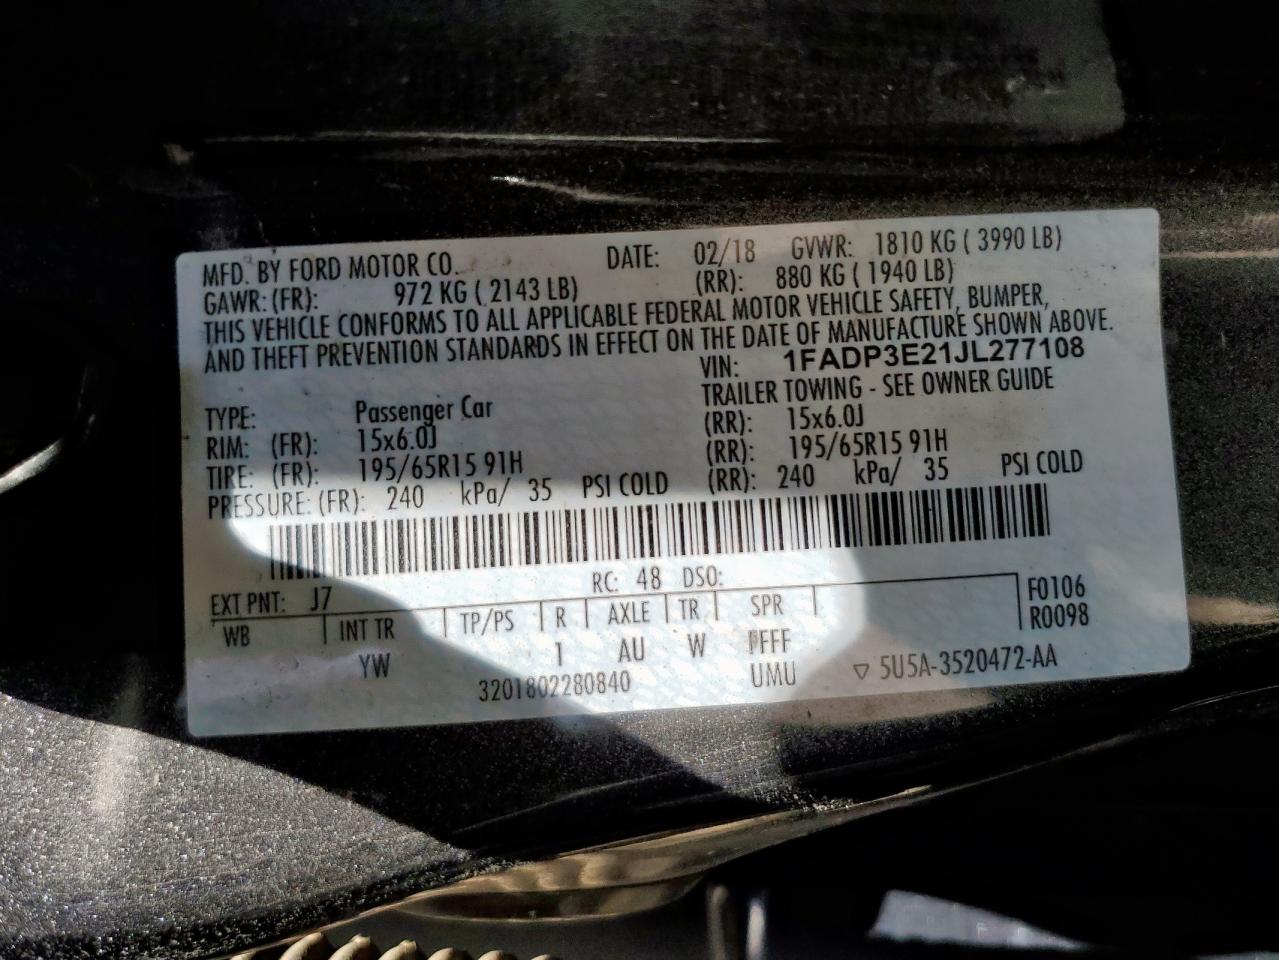 MFD. BY FORD MOTOR CO. DATE: 02/18 GVWR: 1810 KG ( 3990 LB)
GAWR: (FR): 972 KG ( 2143 LB) (RR): 880 KG ( 1940 LB)
THIS VEHICLE CONFORMS TO ALL APPLICABLE FEDERAL MOTOR VEHICLE SAFETY, BUMPER,
AND THEFT PREVENTION STANDARDS IN EFFECT ON THE DATE OF MANUFACTURE SHOWN ABOVE.
VIN: 1FADP3E21JL277108
TRAILER TOWING - SEE OWNER GUIDE
TYPE: Passenger Car
RIM: (FR): 15x6.0J (RR): 15x6.0J
TIRE: (FR): 195/65R15 91H (RR): 195/65R15 91H
PRESSURE: (FR): 240 kPa/ 35 PSI COLD (RR): 240 kPa/ 35 PSI COLD
RC: 48 DSO:
EXT PNT: J7 F0106
R0098
WB INT TR TP/PS R AXLE TR SPR
YW 1 AU W FFFF
3201802280840 UMU ▽ 5U5A-3520472-AA